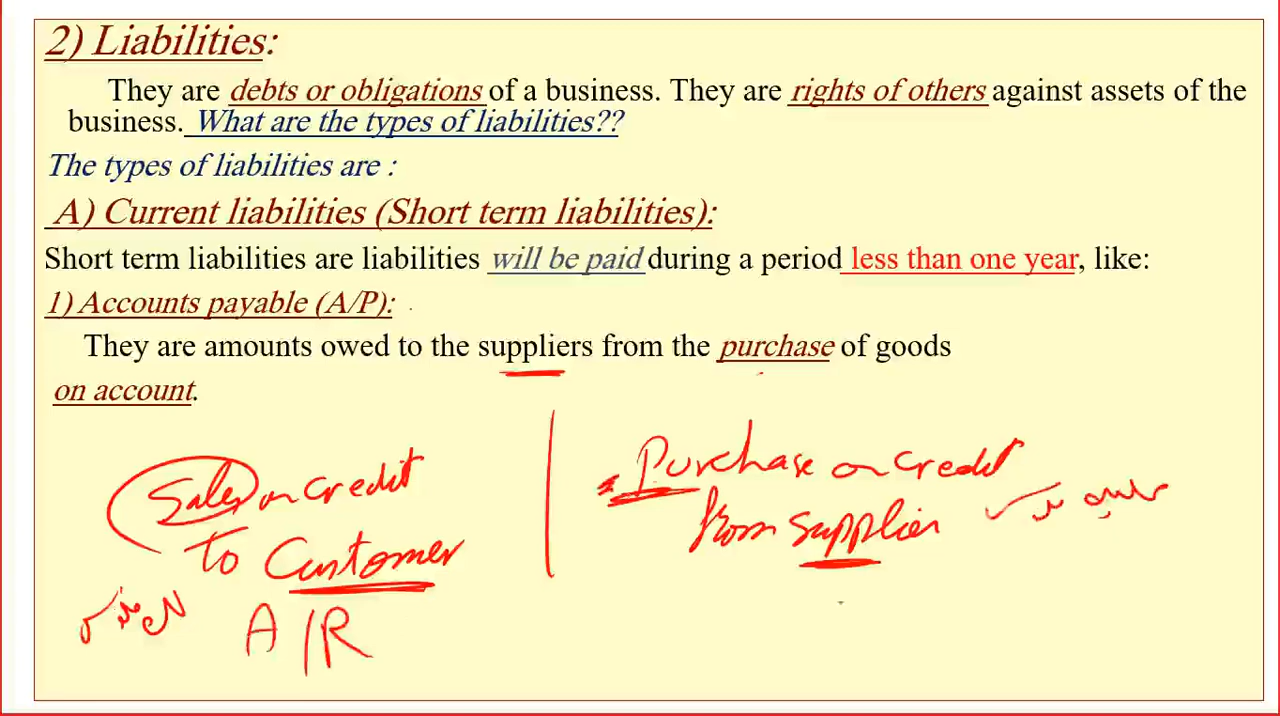 2) Liabilities:
They are debts or obligations of a business. They are rights of others against assets of the
business. What are the types of liabilities??
The types of liabilities are :
A) Current liabilities (Short term liabilities):
Short term liabilities are liabilities will be paid during a period less than one year, like:
1) Accounts payable (A/P):
They are amounts owed to the suppliers from the purchase of goods
on account.
Sales on credit
to Customer
A/R
Purchase on credit
from supplier